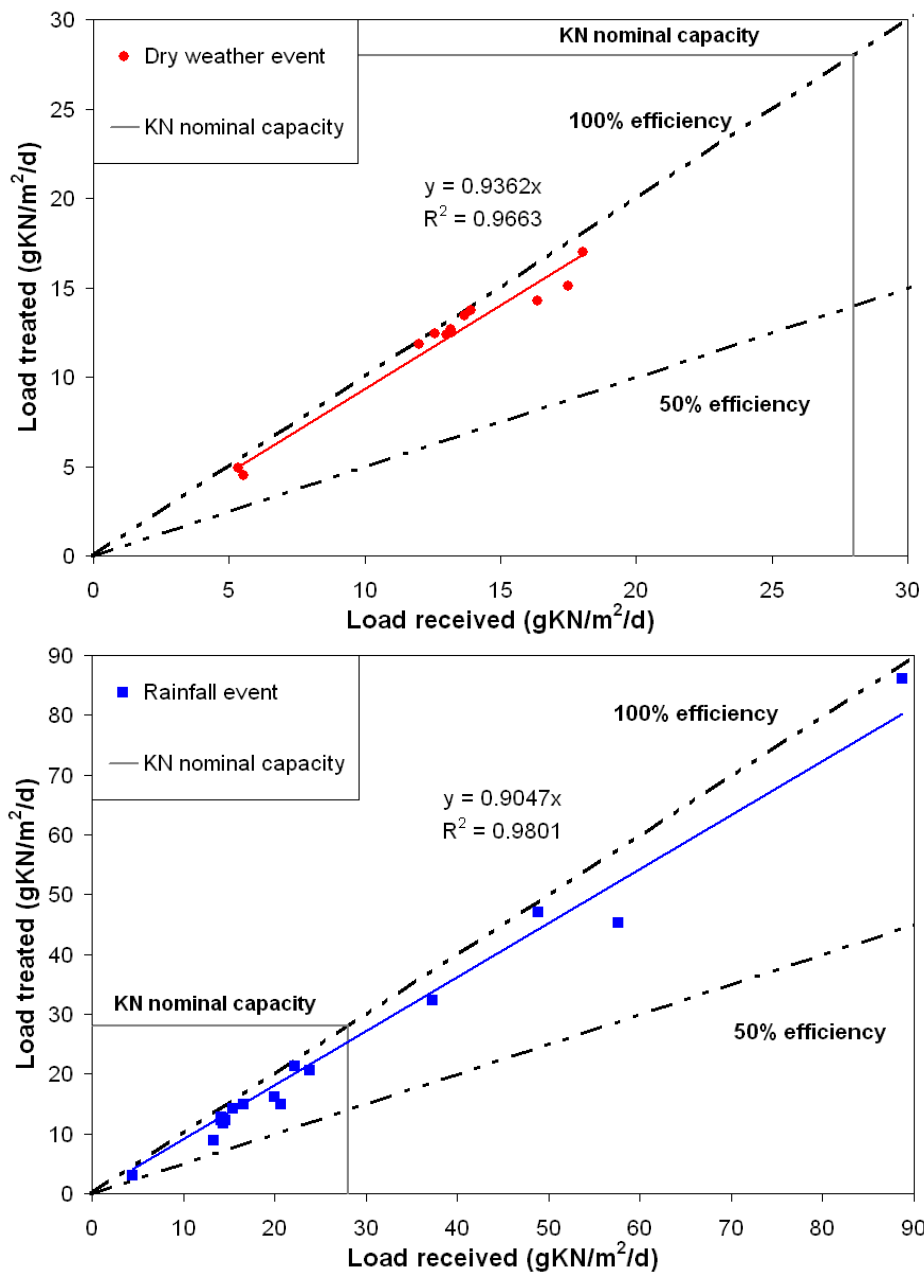 30
25
20
15
10
5
0
Load treated (gKN/m²/d)
Dry weather event
KN nominal capacity
KN nominal capacity
100% efficiency
y = 0.9362x
R² = 0.9663
50% efficiency
0 5 10 15 20 25 30
Load received (gKN/m²/d)
90
80
70
60
50
40
30
20
10
0
Load treated (gKN/m²/d)
Rainfall event
KN nominal capacity
100% efficiency
y = 0.9047x
R² = 0.9801
KN nominal capacity
50% efficiency
0 10 20 30 40 50 60 70 80 90
Load received (gKN/m²/d)